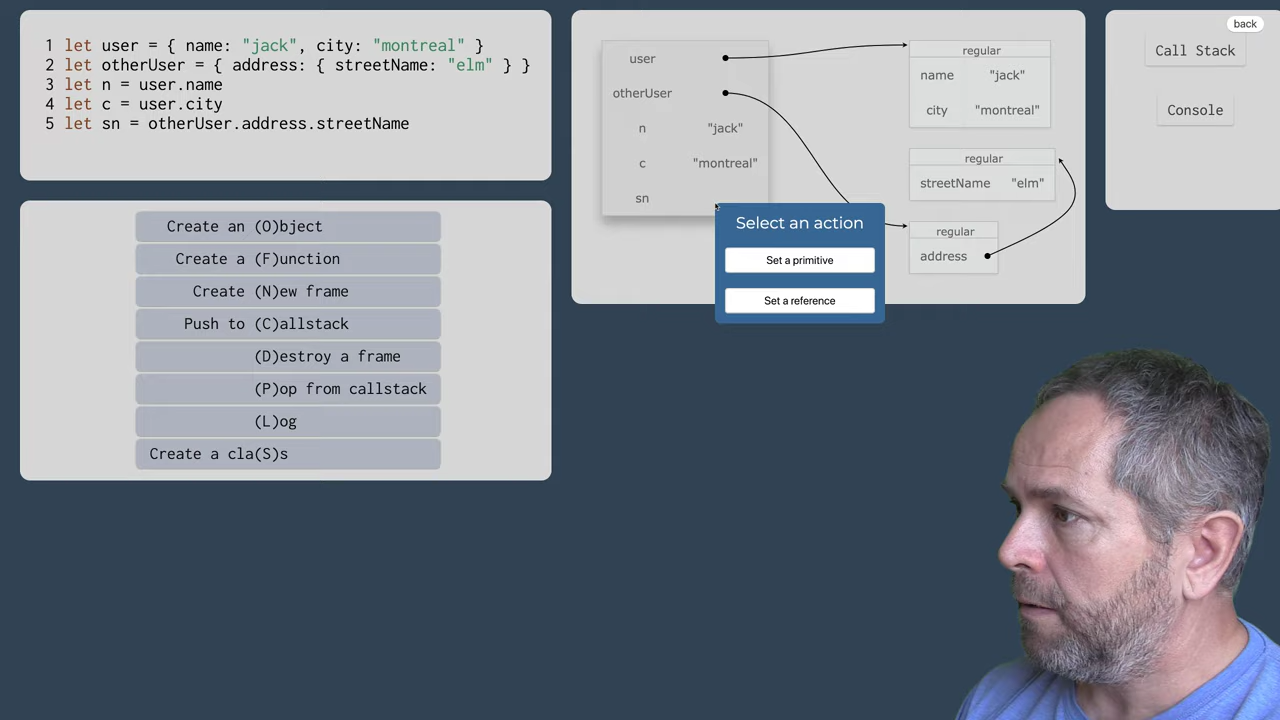 1 let user = { name: "jack", city: "montreal" }
2 let otherUser = { address: { streetName: "elm" } }
3 let n = user.name
4 let c = user.city
5 let sn = otherUser.address.streetName
Create an (O)bject
Create a (F)unction
Create (N)ew frame
Push to (C)allstack
(D)estroy a frame
(P)op from callstack
(L)og
Create a cla(S)s
user
otherUser
n "jack"
c "montreal"
sn
regular
name "jack"
city "montreal"
regular
streetName "elm"
regular
address
Select an action
Set a primitive
Set a reference
back
Call Stack
Console